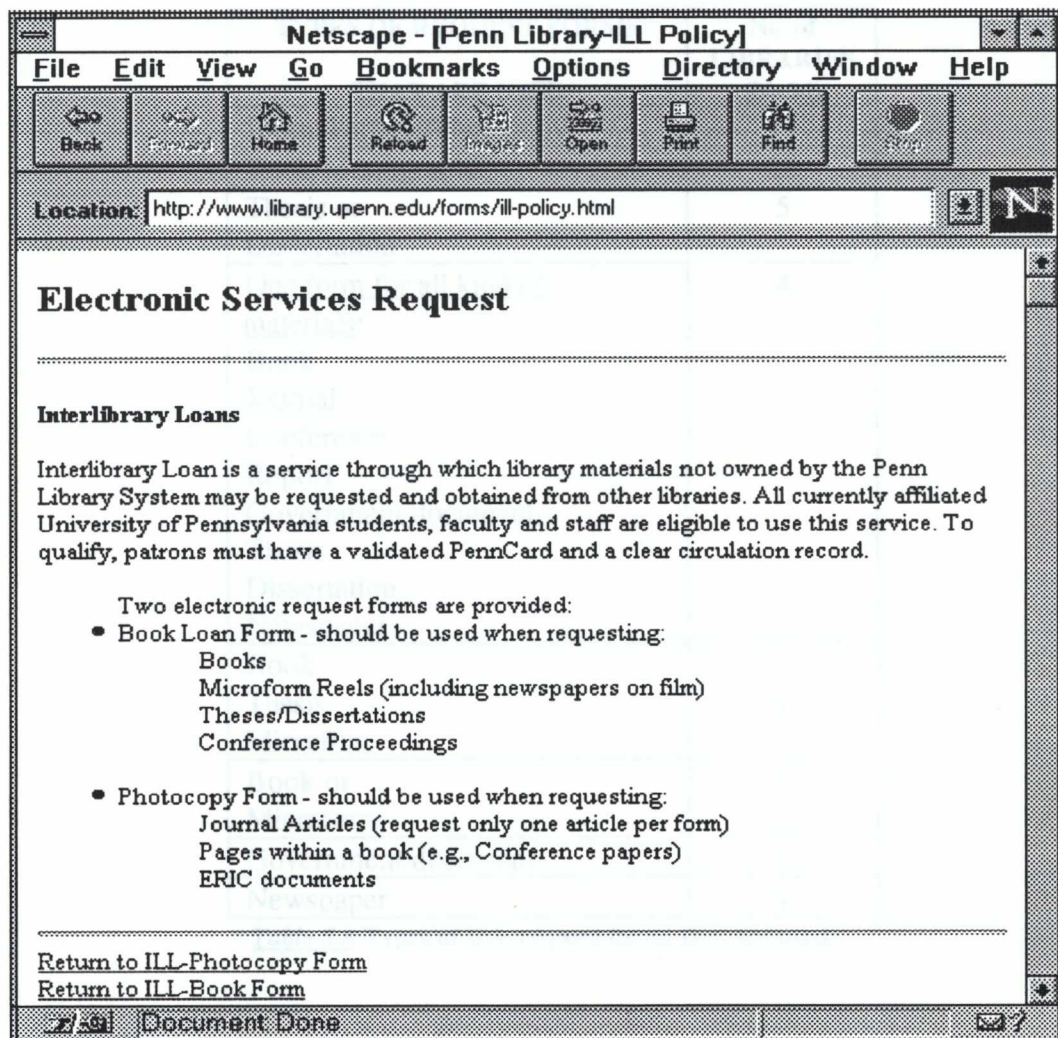 Netscape - [Penn Library-ILL Policy]
File Edit View Go Bookmarks Options Directory Window Help
Back Forward Home Reload Images Open Print Find Stop
Location: http://www.library.upenn.edu/forms/ill-policy.html
N
Electronic Services Request
Interlibrary Loans
Interlibrary Loan is a service through which library materials not owned by the Penn
Library System may be requested and obtained from other libraries. All currently affiliated
University of Pennsylvania students, faculty and staff are eligible to use this service. To
qualify, patrons must have a validated PennCard and a clear circulation record.
Two electronic request forms are provided:
• Book Loan Form - should be used when requesting:
Books
Microform Reels (including newspapers on film)
Theses/Dissertations
Conference Proceedings
• Photocopy Form - should be used when requesting:
Journal Articles (request only one article per form)
Pages within a book (e.g., Conference papers)
ERIC documents
Return to ILL-Photocopy Form
Return to ILL-Book Form
Document: Done
?